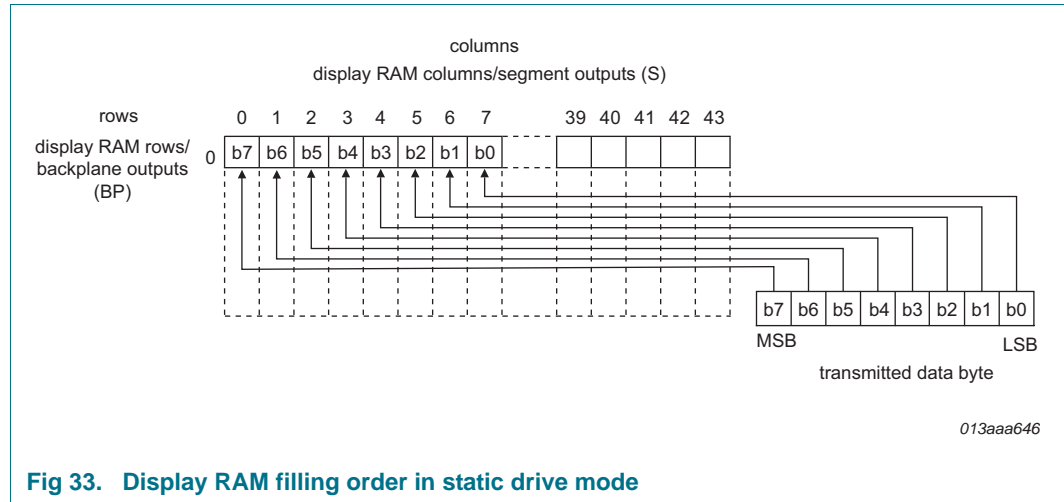 columns
display RAM columns/segment outputs (S)
rows 0 1 2 3 4 5 6 7 39 40 41 42 43
display RAM rows/
backplane outputs
(BP)
0 b7 b6 b5 b4 b3 b2 b1 b0
b7 b6 b5 b4 b3 b2 b1 b0
MSB LSB
transmitted data byte
013aaa646
Fig 33. Display RAM filling order in static drive mode